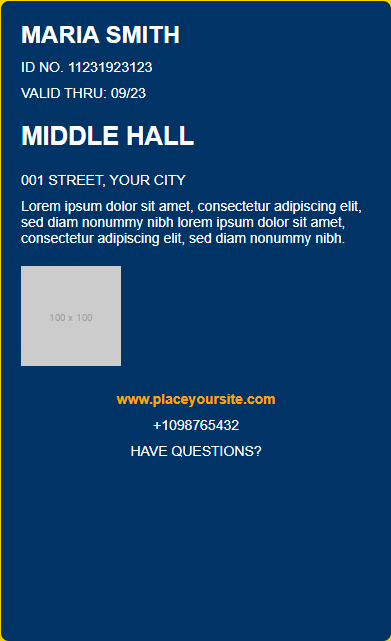 MARIA SMITH
ID NO. 11231923123
VALID THRU: 09/23
MIDDLE HALL
001 STREET, YOUR CITY
Lorem ipsum dolor sit amet, consectetur adipiscing elit,
sed diam nonummy nibh lorem ipsum dolor sit amet,
consectetur adipiscing elit, sed diam nonummy nibh.
100 x 100
www.placeyoursite.com
+1098765432
HAVE QUESTIONS?